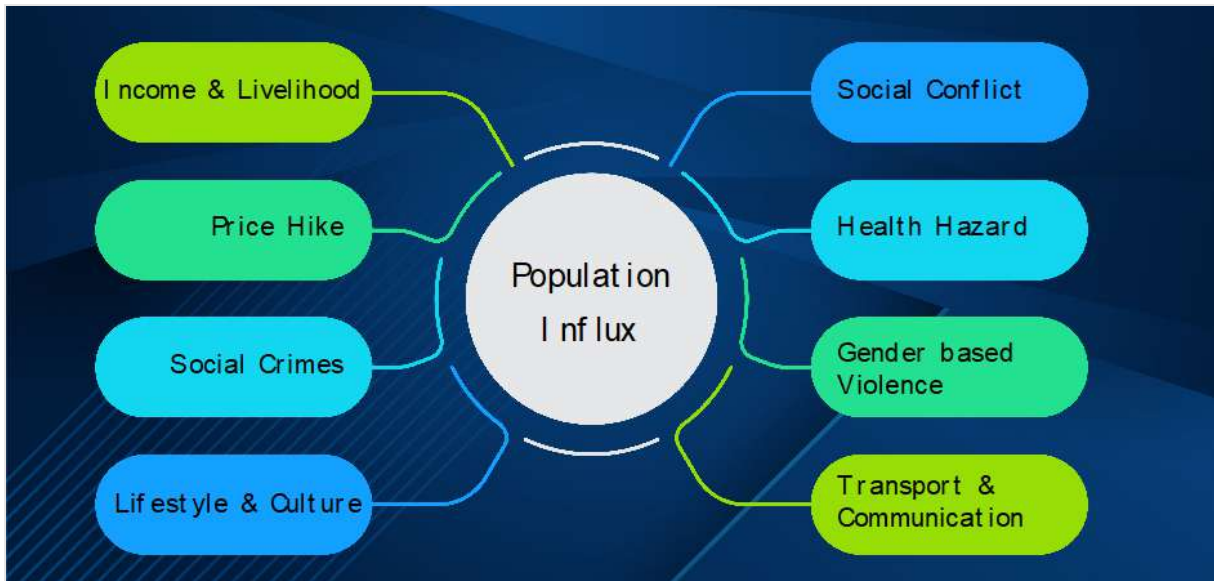 Income & Livelihood
Price Hike
Social Crimes
Lifestyle & Culture
Population
Influx
Social Conflict
Health Hazard
Gender based
Violence
Transport &
Communication